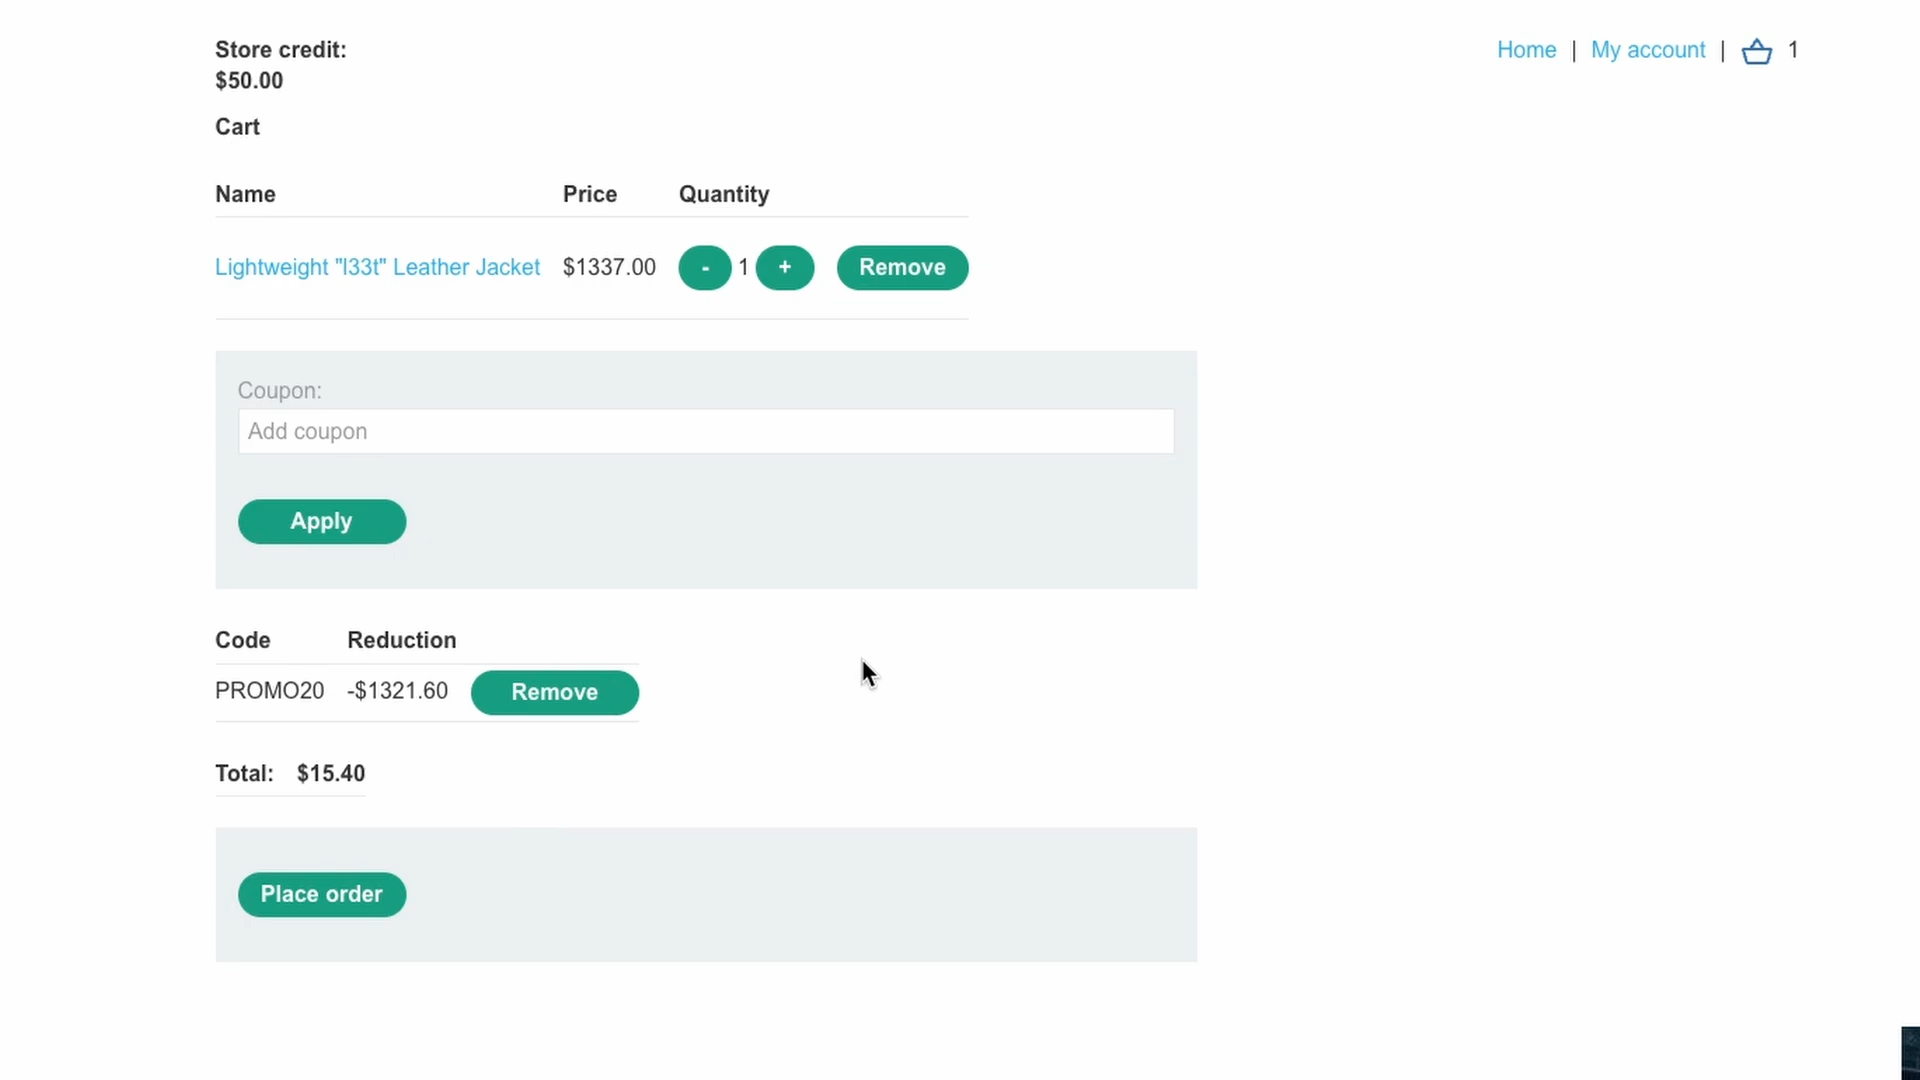 Store credit:
$50.00
Home | My account | 1
Cart
Name Price Quantity
Lightweight "l33t" Leather Jacket $1337.00 - 1 + Remove
Coupon:
Add coupon
Apply
Code Reduction
PROMO20 -$1321.60 Remove
Total: $15.40
Place order